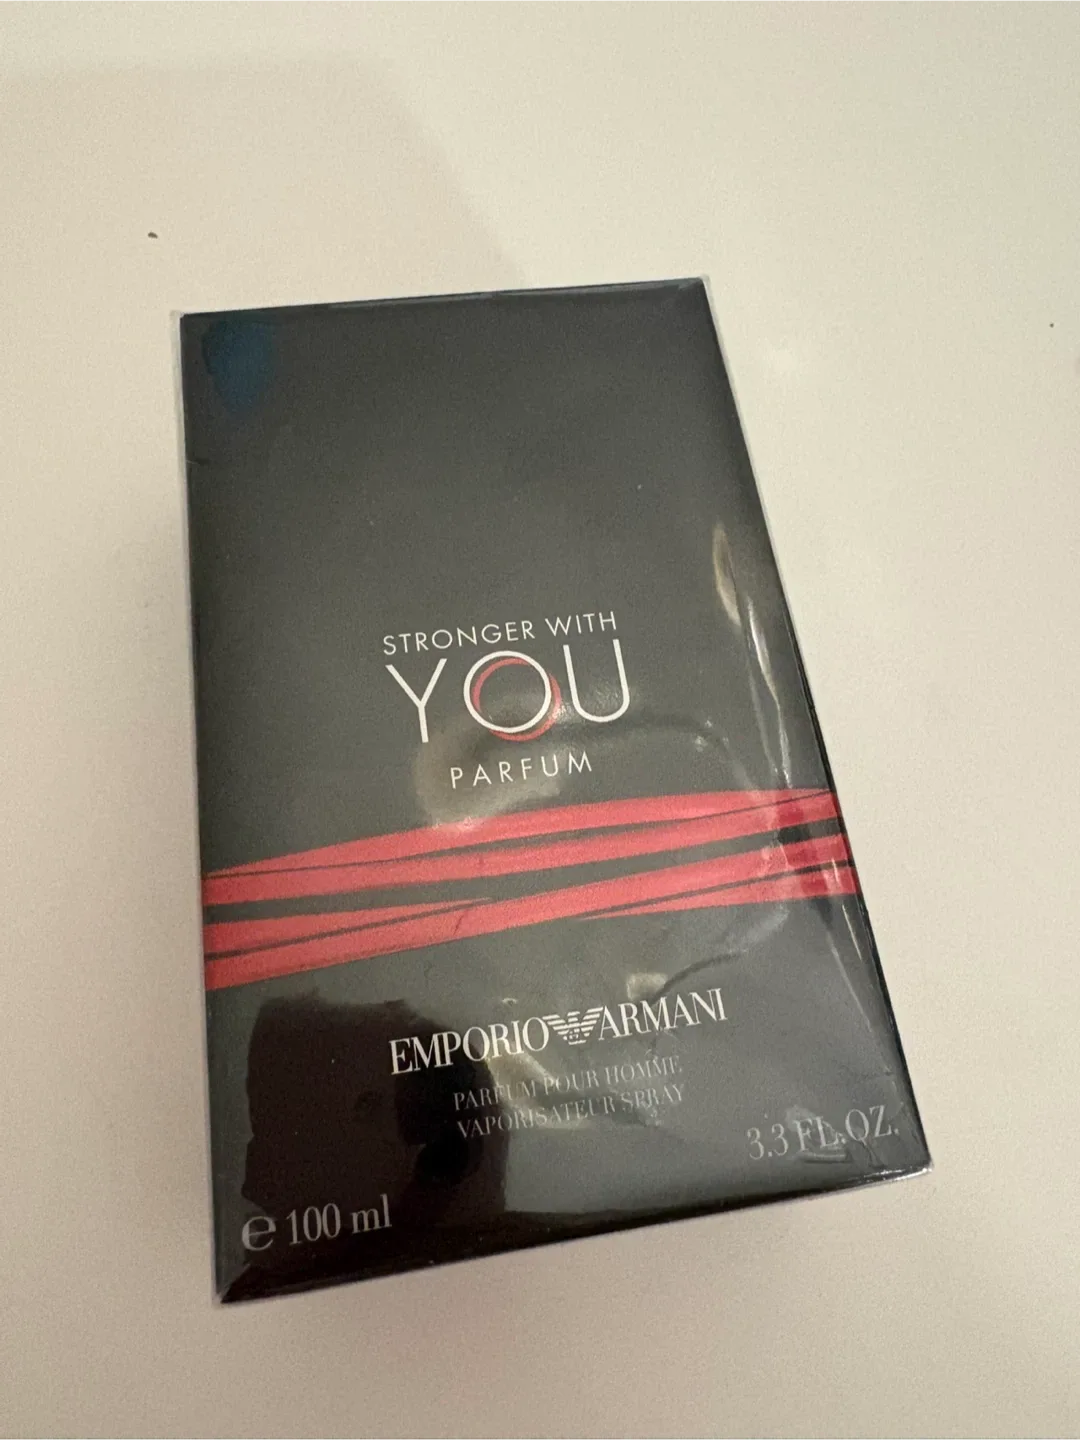 STRONGER WITH
YOU
PARFUM
EMPORIO ARMANI
PARFUM POUR HOMME
VAPORISATEUR SPRAY
3.3 FL.OZ.
℮ 100 ml